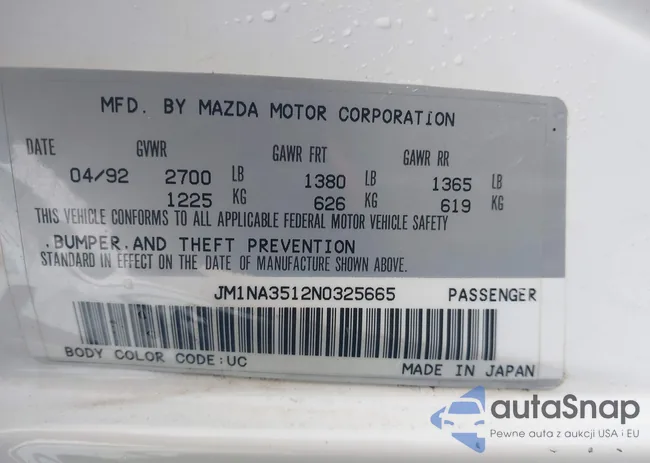 MFD. BY MAZDA MOTOR CORPORATION
DATE GVWR GAWR FRT GAWR RR
04/92 2700 LB 1380 LB 1365 LB
1225 KG 626 KG 619 KG
THIS VEHICLE CONFORMS TO ALL APPLICABLE FEDERAL MOTOR VEHICLE SAFETY
.BUMPER.AND THEFT PREVENTION
STANDARD IN EFFECT ON THE DATE OF MANUFACTURE SHOWN ABOVE.
JM1NA3512N0325665 PASSENGER
BODY COLOR CODE:UC MADE IN JAPAN
autaSnap
Pewne auta z aukcji USA i EU